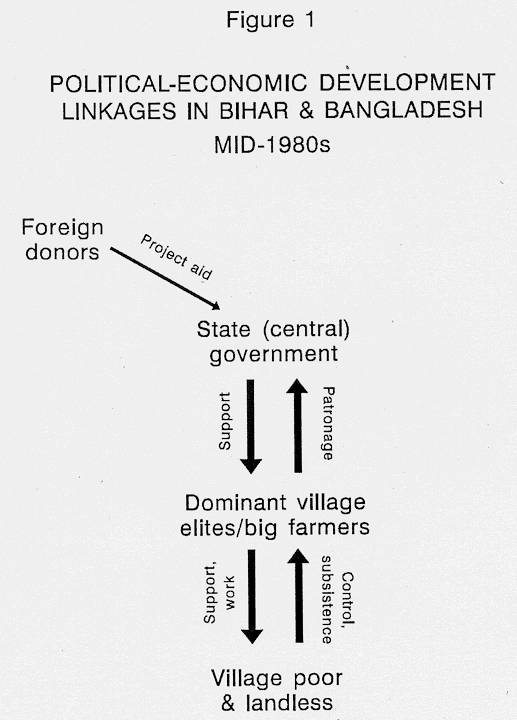 Figure 1
POLITICAL-ECONOMIC DEVELOPMENT
LINKAGES IN BIHAR & BANGLADESH
MID-1980s
Foreign
donors
Project aid
State (central)
government
Support
Patronage
Dominant village
elites/big farmers
Support,
work
Control,
subsistence
Village poor
& landless